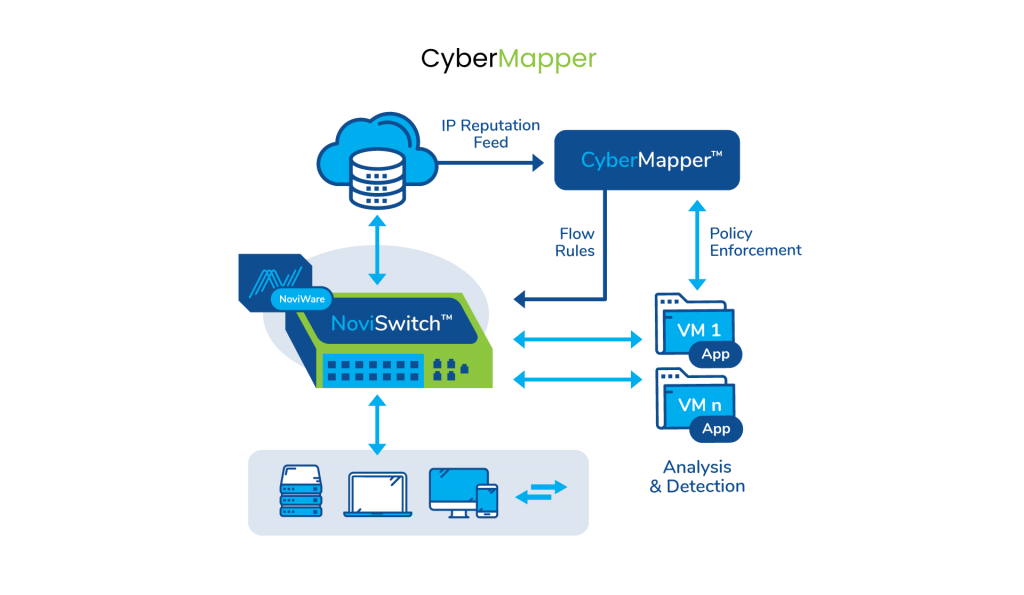 CyberMapper
IP Reputation
Feed
CyberMapper™
Flow
Rules
Policy
Enforcement
NoviWare
NoviSwitch™
VM 1
App
VM n
App
Analysis
& Detection